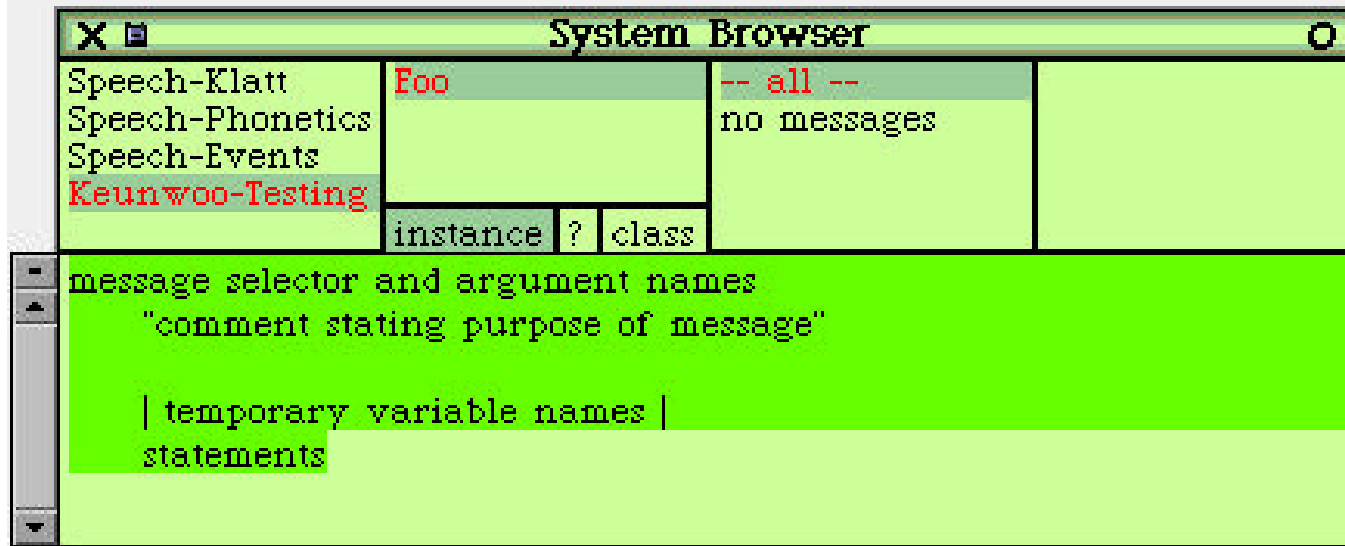 System Browser
Speech-Klatt
Speech-Phonetics
Speech-Events
Keunwoo-Testing
Foo
instance ? class
-- all --
no messages
message selector and argument names
"comment stating purpose of message"
| temporary variable names |
statements